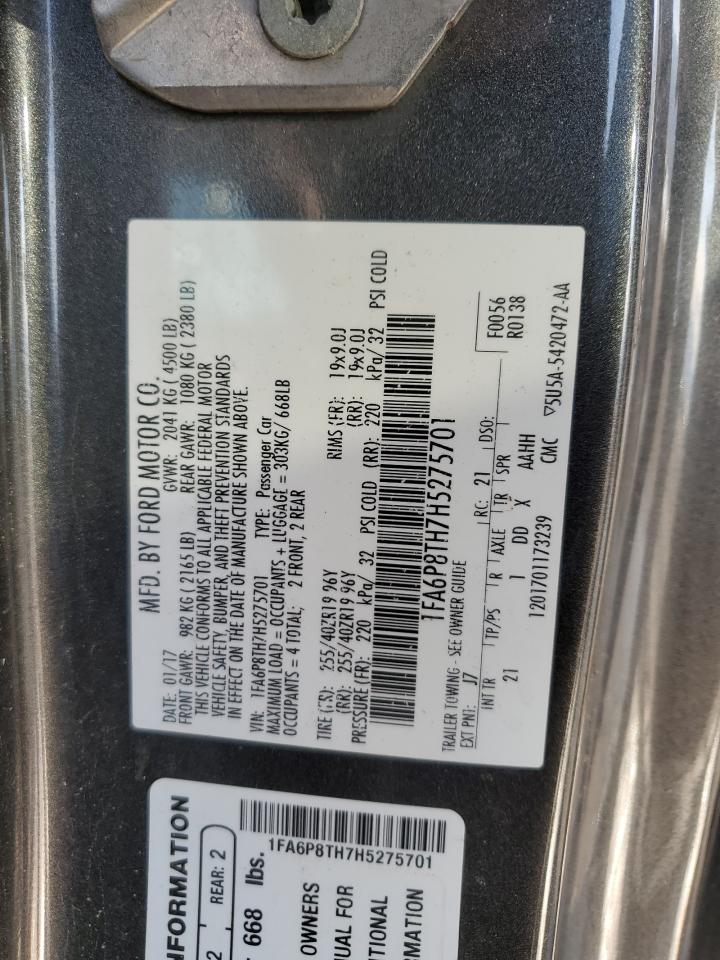 MFD. BY FORD MOTOR CO.
DATE: 01/17 GVWR: 2041 KG ( 4500 LB)
FRONT GAWR: 982 KG ( 2165 LB) REAR GAWR: 1080 KG ( 2380 LB)
THIS VEHICLE CONFORMS TO ALL APPLICABLE FEDERAL MOTOR
VEHICLE SAFETY, BUMPER, AND THEFT PREVENTION STANDARDS
IN EFFECT ON THE DATE OF MANUFACTURE SHOWN ABOVE.
VIN: 1FA6P8TH7H5275701 TYPE: Passenger Car
MAXIMUM LOAD = OCCUPANTS + LUGGAGE = 303KG/ 668LB
OCCUPANTS = 4 TOTAL; 2 FRONT, 2 REAR
TIRE 255/40ZR19 96Y RIMS (FR): 19x9.0J
(RR): 255/40ZR19 96Y (RR): 19x9.0J
PRESSURE (FR): 220 kPa/ 32 PSI COLD (RR): 220 kPa/ 32 PSI COLD
1FA6P8TH7H5275701
TRAILER TOWING - SEE OWNER GUIDE
EXT PNT: J7 RC: 21 DSO: F0056
INT TR TP/PS R AXLE TR SPR R0138
21 1 DD X AAHH
1201701173239 CMC ▽5U5A-5420472-AA
NFORMATION
2 REAR: 2
668 lbs.
1FA6P8TH7H5275701
OWNERS
UAL FOR
TIONAL
RMATION